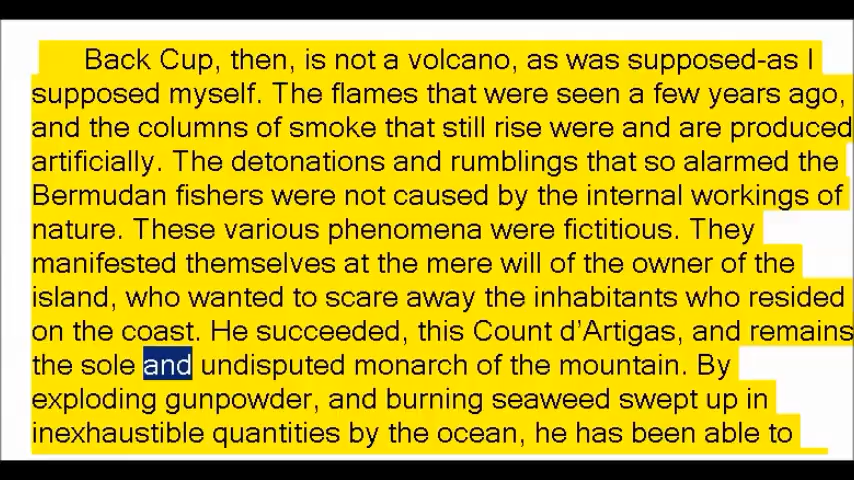 Back Cup, then, is not a volcano, as was supposed-as I
supposed myself. The flames that were seen a few years ago,
and the columns of smoke that still rise were and are produced
artificially. The detonations and rumblings that so alarmed the
Bermudan fishers were not caused by the internal workings of
nature. These various phenomena were fictitious. They
manifested themselves at the mere will of the owner of the
island, who wanted to scare away the inhabitants who resided
on the coast. He succeeded, this Count d’Artigas, and remains
the sole and undisputed monarch of the mountain. By
exploding gunpowder, and burning seaweed swept up in
inexhaustible quantities by the ocean, he has been able to